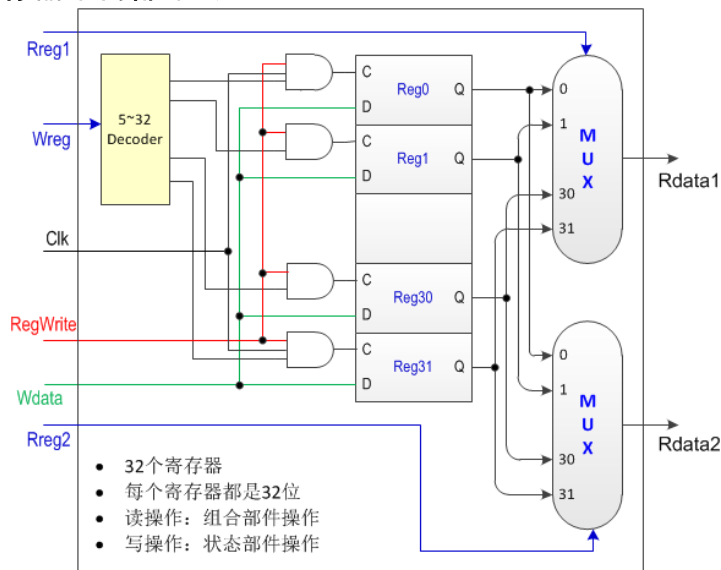 Rreg1
Wreg
Clk
RegWrite
Wdata
Rreg2
5~32
Decoder
C
D
Reg0
Q
C
D
Reg1
Q
C
D
Reg30
Q
C
D
Reg31
Q
0
1
30
31
M
U
X
Rdata1
0
1
30
31
M
U
X
Rdata2
● 32个寄存器
● 每个寄存器都是32位
● 读操作：组合部件操作
● 写操作：状态部件操作